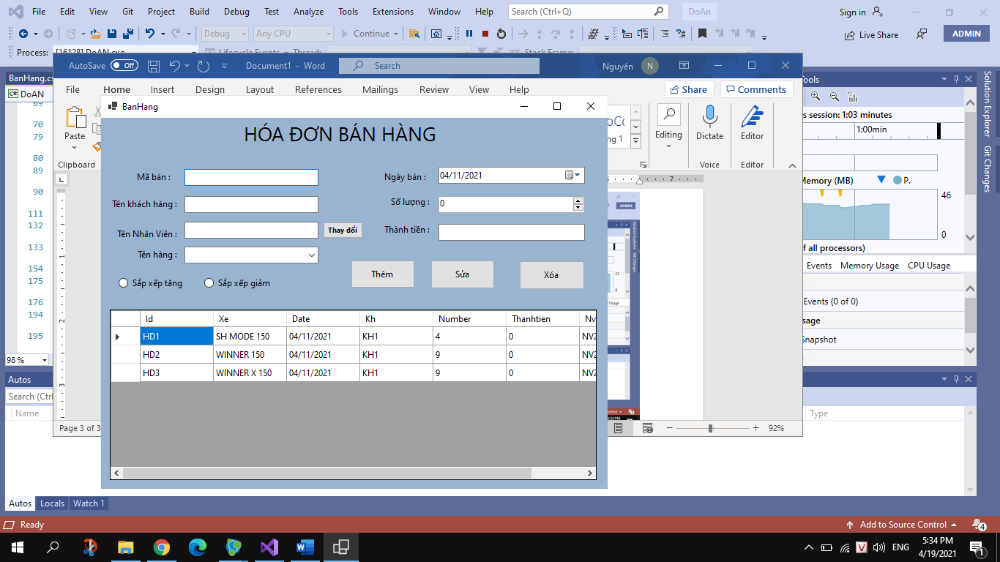 File Edit View Git Project Build Debug Test Analyze Tools Extensions Window Help Search (Ctrl+Q) DoAn Sign in
Debug Any CPU Continue Live Share ADMIN
Process: [16128] DoAN.exe Lifecycle Events Stack Frame:
AutoSave Off Document1 - Word Search Nguyên N
BanHang.cs Tools
File Home Insert Design Layout References Mailings Review View Help Share Comments
C# DoAN
Paste
Clipboard
Editing
Dictate
Editor
Voice
Editor
BanHang
HÓA ĐƠN BÁN HÀNG
Mã bán :
Ngày bán : 04/11/2021
Tên khách hàng :
Số lượng : 0
Tên Nhân Viên : Thay đổi
Thành tiền :
Tên hàng :
Sắp xếp tăng Sắp xếp giảm
Thêm Sửa Xóa
Id Xe Date Kh Number Thanhtien Nv
HD1 SH MODE 150 04/11/2021 KH1 4 0 NV2
HD2 WINNER 150 04/11/2021 KH1 9 0 NV2
HD3 WINNER X 150 04/11/2021 KH1 9 0 NV2
69
70
79
80
89
90
111
132
133
154
175
176
194
195
98 %
s session: 1:03 minutes
1:00min
Memory (MB) P..
46
0
f all processors)
Events Memory Usage CPU Usage
Events (0 of 0)
sage
Snapshot
Solution Explorer
Git Changes
Page 3 of 3 92%
Autos
Search (Ctrl
Name Type
Autos Locals Watch 1
Ready Add to Source Control 4
ENG 5:34 PM
4/19/2021 1